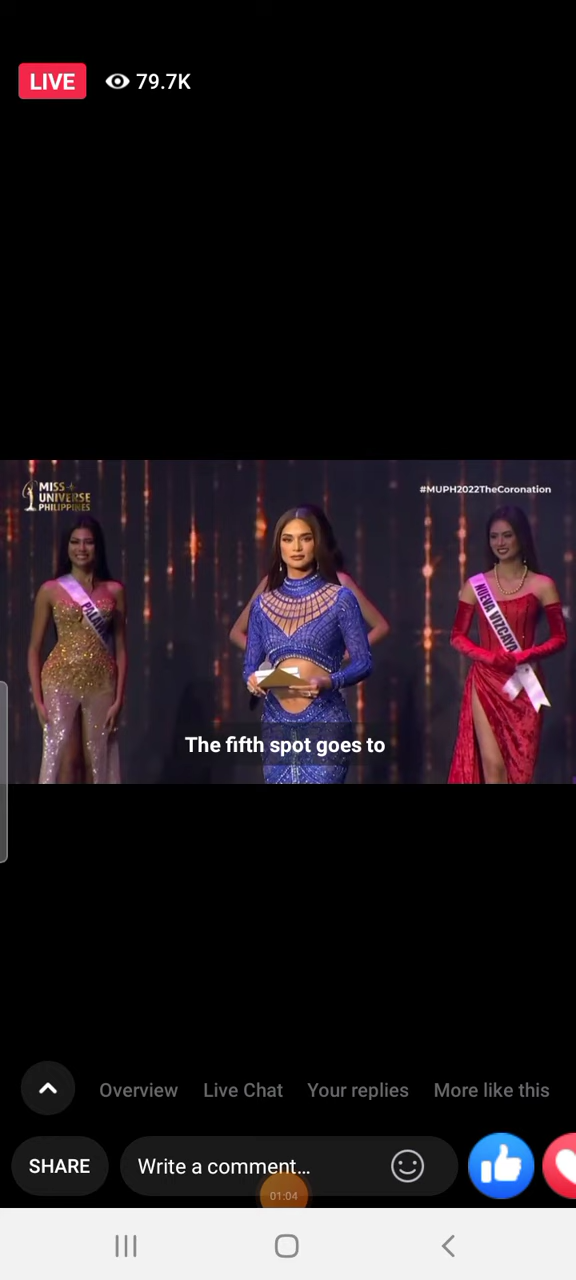 LIVE
79.7K
MISS
UNIVERSE
PHILIPPINES
#MUPH2022TheCoronation
NUEVA VIZCAYA
The fifth spot goes to
Overview Live Chat Your replies More like this
SHARE
Write a comment...
01:04